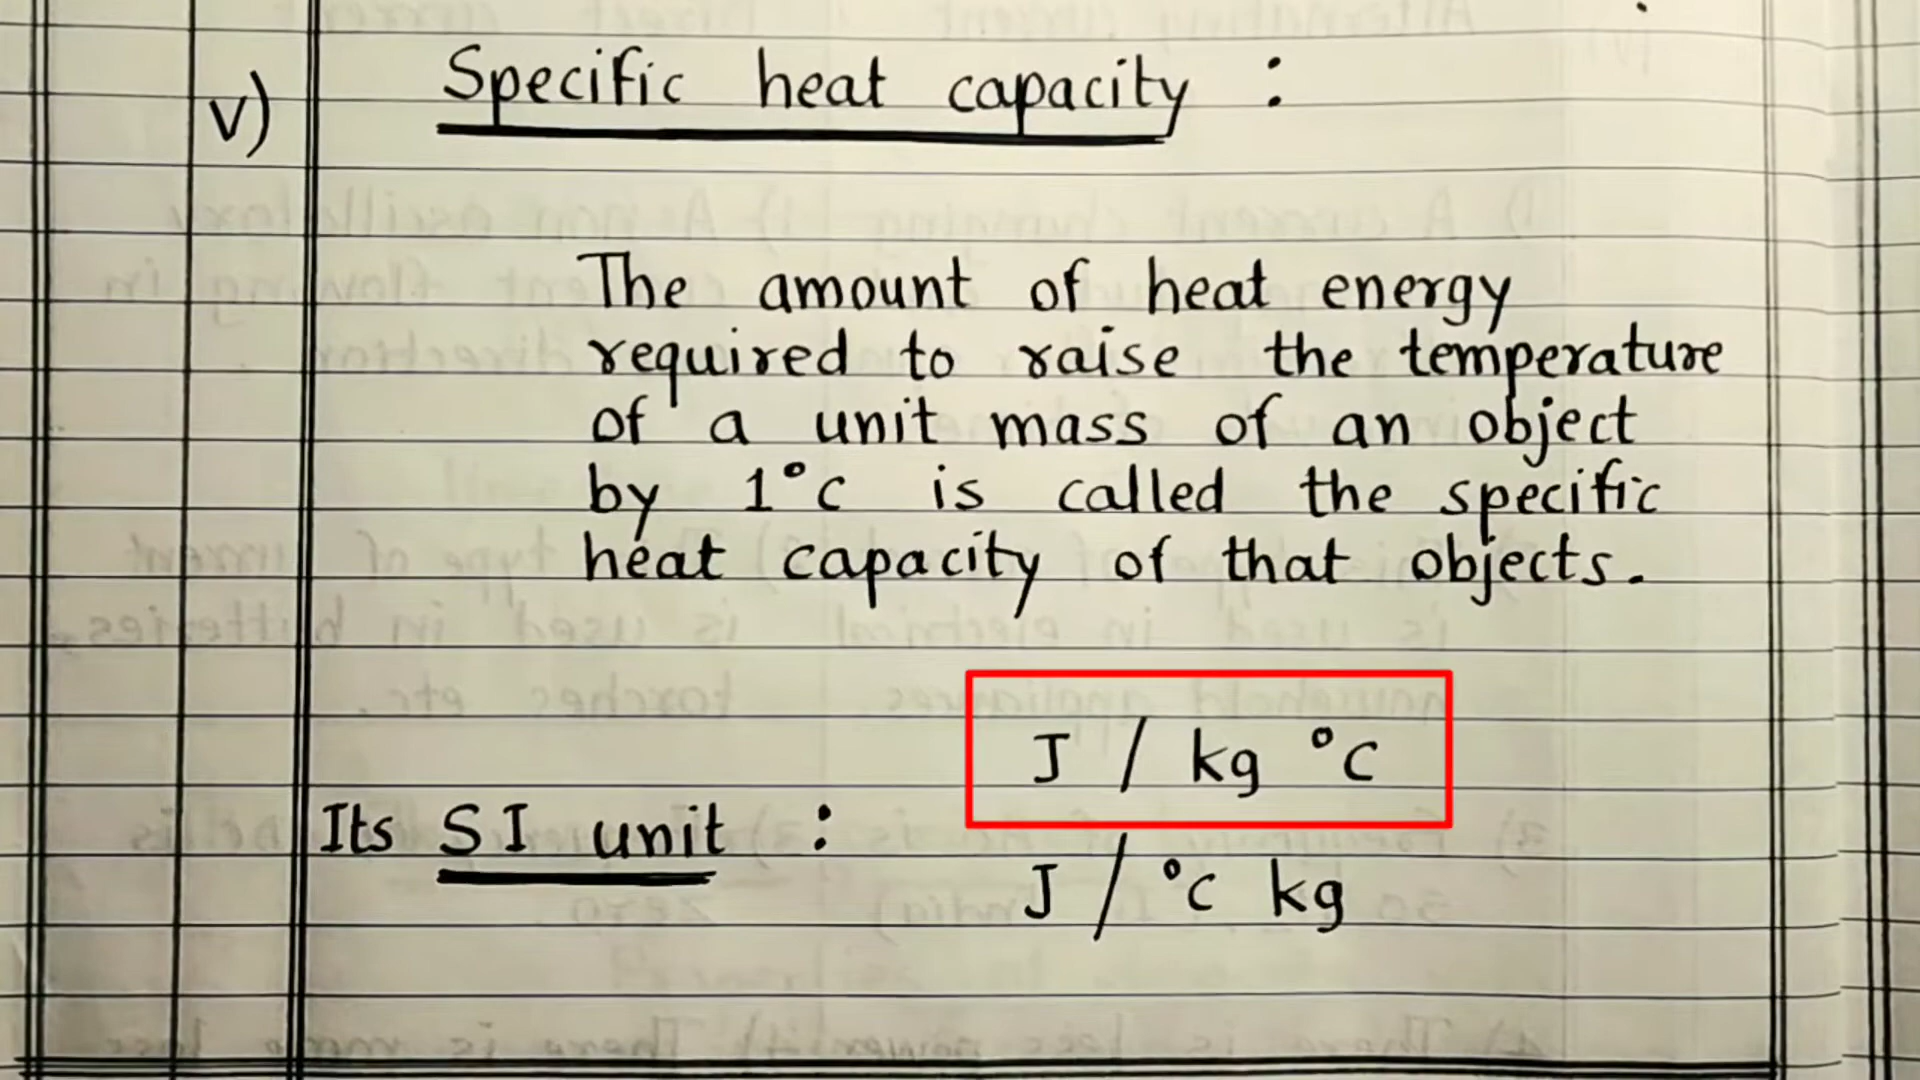 v) Specific heat capacity :
The amount of heat energy
required to raise the temperature
of a unit mass of an object
by 1°c is called the specific
heat capacity of that objects.
J / kg °c
Its SI unit :
J / °c kg